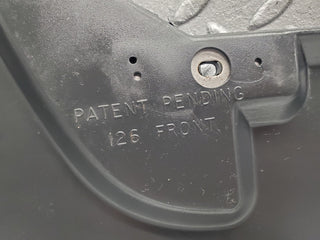 PATENT PENDING
126 FRONT